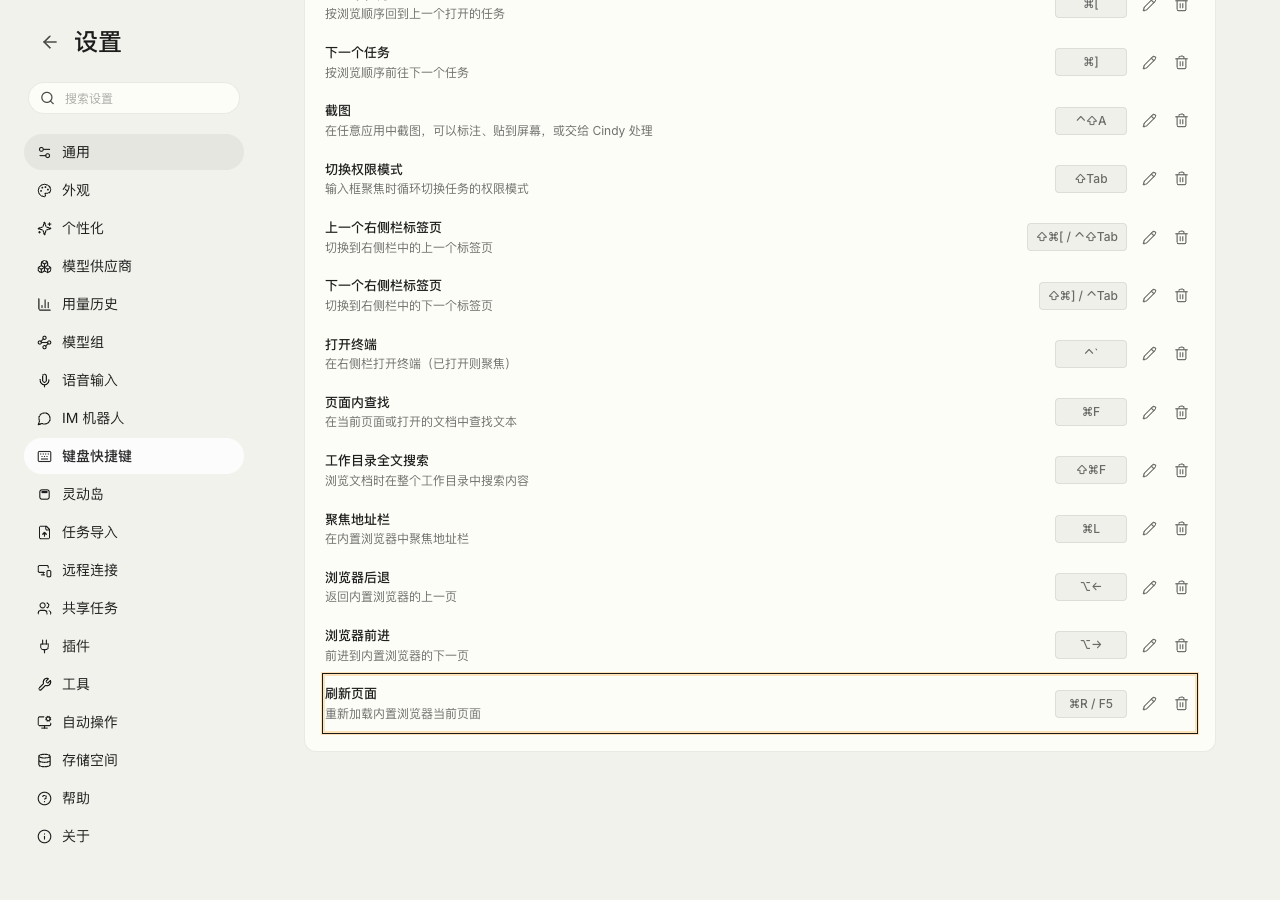 设置
搜索设置
通用
外观
个性化
模型供应商
用量历史
模型组
语音输入
IM 机器人
键盘快捷键
灵动岛
任务导入
远程连接
共享任务
插件
工具
自动操作
存储空间
帮助
关于
按浏览顺序回到上一个打开的任务
⌘[
下一个任务
按浏览顺序前往下一个任务
⌘]
截图
在任意应用中截图，可以标注、贴到屏幕，或交给 Cindy 处理
^⇧A
切换权限模式
输入框聚焦时循环切换任务的权限模式
⇧Tab
上一个右侧栏标签页
切换到右侧栏中的上一个标签页
⇧⌘[ / ^⇧Tab
下一个右侧栏标签页
切换到右侧栏中的下一个标签页
⇧⌘] / ^Tab
打开终端
在右侧栏打开终端（已打开则聚焦）
^`
页面内查找
在当前页面或打开的文档中查找文本
⌘F
工作目录全文搜索
浏览文档时在整个工作目录中搜索内容
⇧⌘F
聚焦地址栏
在内置浏览器中聚焦地址栏
⌘L
浏览器后退
返回内置浏览器的上一页
⌥←
浏览器前进
前进到内置浏览器的下一页
⌥→
刷新页面
重新加载内置浏览器当前页面
⌘R / F5